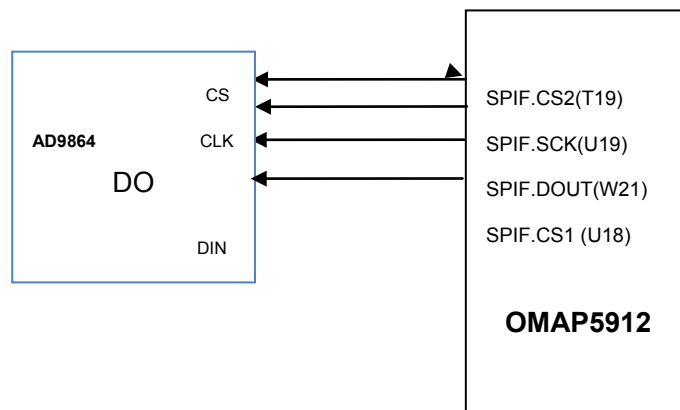 CS
AD9864
CLK
DO
DIN
SPIF.CS2(T19)
SPIF.SCK(U19)
SPIF.DOUT(W21)
SPIF.CS1 (U18)
OMAP5912